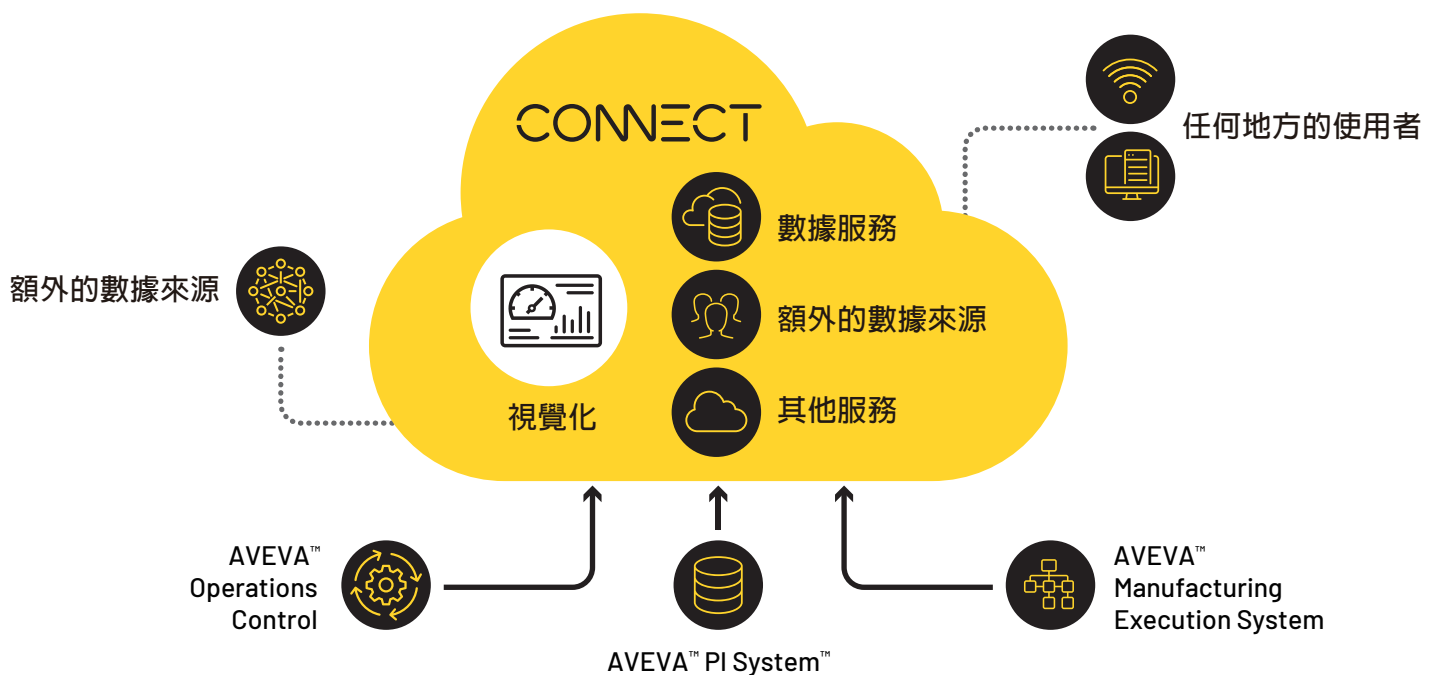 CONNECT
任何地方的使用者
數據服務
額外的數據來源
額外的數據來源
視覺化
其他服務
AVEVA™
Operations
Control
AVEVA™ PI System™
AVEVA™
Manufacturing
Execution System